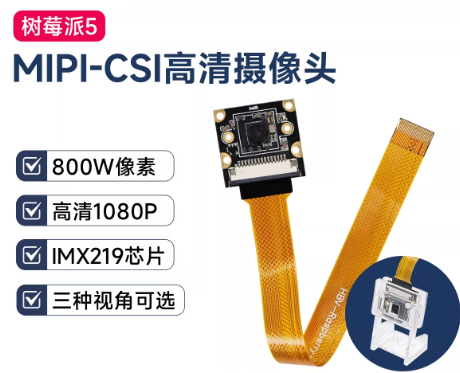 树莓派5
MIPI-CSI高清摄像头
800W像素
高清1080P
IMX219芯片
三种视角可选
HBV-Raspberry